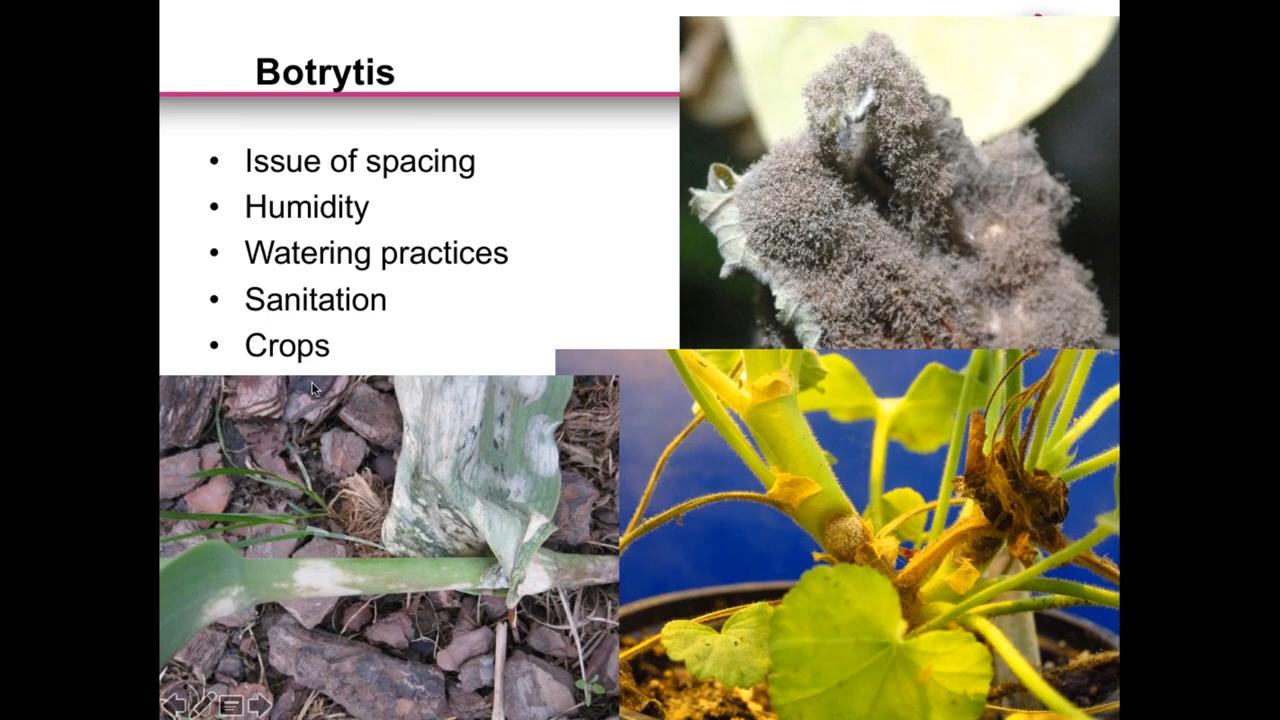 Botrytis
• Issue of spacing
• Humidity
• Watering practices
• Sanitation
• Crops